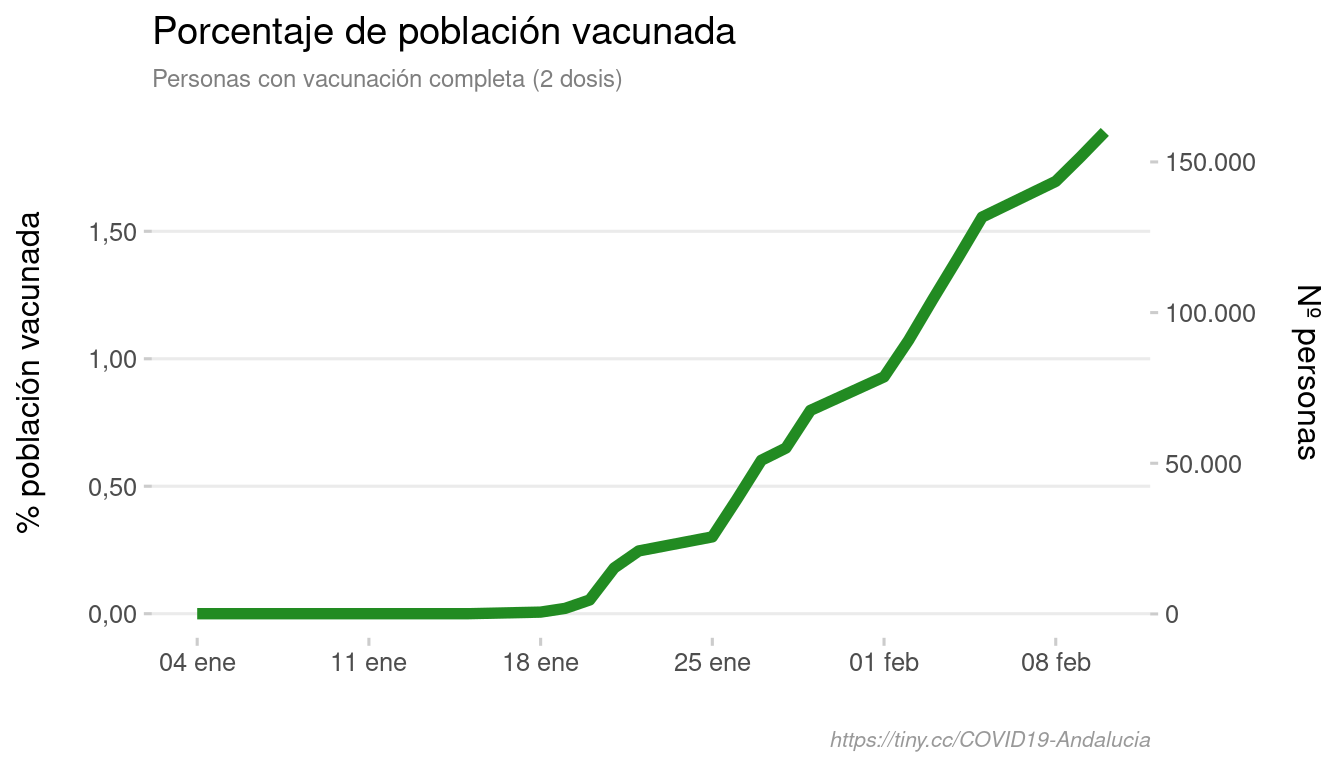 Porcentaje de población vacunada
Personas con vacunación completa (2 dosis)
% población vacunada
1,50
1,00
0,50
0,00
150.000
100.000
50.000
0
Nº personas
04 ene
11 ene
18 ene
25 ene
01 feb
08 feb
https://tiny.cc/COVID19-Andalucia